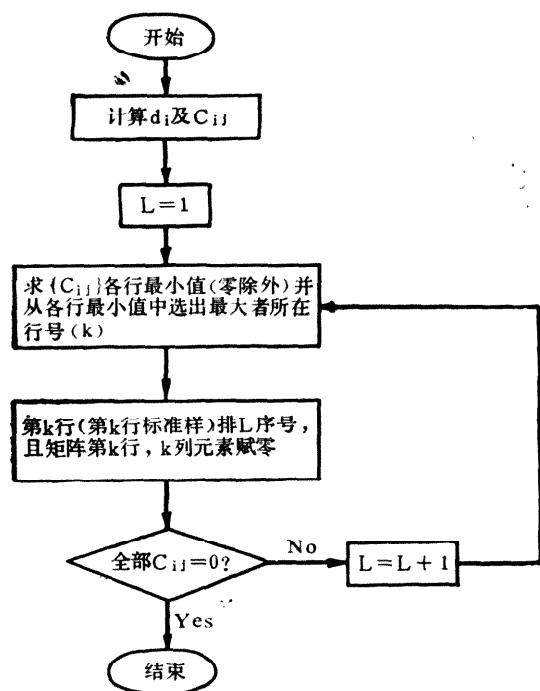 开始
计算di及Cij
L=1
求{Cij}各行最小值(零除外)并
从各行最小值中选出最大者所在
行号(k)
第k行(第k行标准样)排L序号,
且矩阵第k行,k列元素赋零
全部Cij=0?
No
L=L+1
Yes
结束